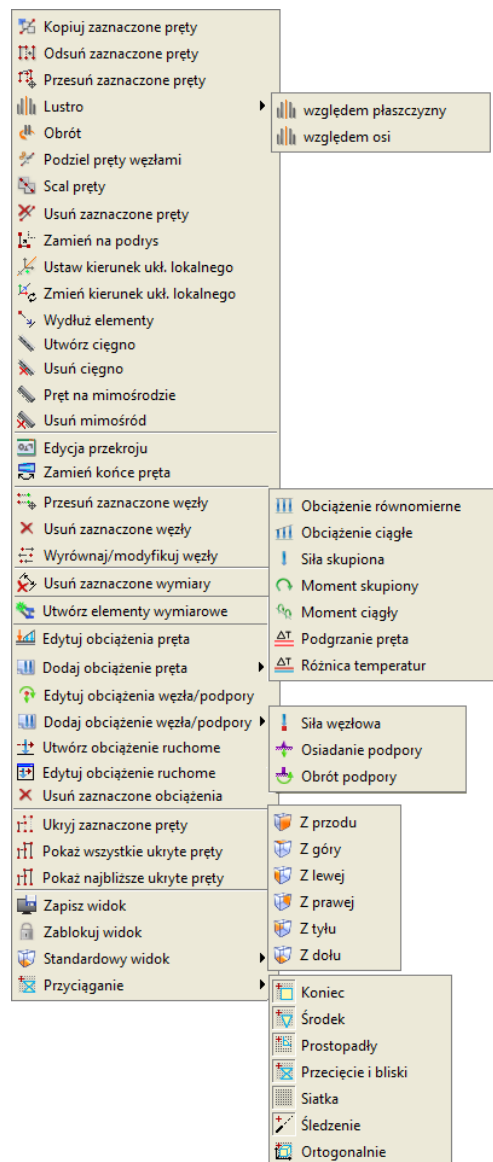 Kopiuj zaznaczone pręty
Odsuń zaznaczone pręty
Przesuń zaznaczone pręty
Lustro
względem płaszczyzny
względem osi
Obrót
Podziel pręty węzłami
Scal pręty
Usuń zaznaczone pręty
Zamień na podrys
Ustaw kierunek ukł. lokalnego
Zmień kierunek ukł. lokalnego
Wydłuż elementy
Utwórz cięgno
Usuń cięgno
Pręt na mimośrodzie
Usuń mimośród
Edycja przekroju
Zamień końce pręta
Przesuń zaznaczone węzły
Usuń zaznaczone węzły
Wyrównaj/modyfikuj węzły
Usuń zaznaczone wymiary
Utwórz elementy wymiarowe
Edytuj obciążenia pręta
Dodaj obciążenie pręta
Obciążenie równomierne
Obciążenie ciągłe
Siła skupiona
Moment skupiony
Moment ciągły
ΔT Podgrzanie pręta
ΔT Różnica temperatur
Edytuj obciążenia węzła/podpory
Dodaj obciążenie węzła/podpory
Siła węzłowa
Osiadanie podpory
Obrót podpory
Utwórz obciążenie ruchome
Edytuj obciążenie ruchome
Usuń zaznaczone obciążenia
Ukryj zaznaczone pręty
Pokaż wszystkie ukryte pręty
Pokaż najbliższe ukryte pręty
Zapisz widok
Zablokuj widok
Standardowy widok
Z przodu
Z góry
Z lewej
Z prawej
Z tyłu
Z dołu
Przyciąganie
Koniec
Środek
Prostopadły
Przecięcie i bliski
Siatka
Śledzenie
Ortogonalnie